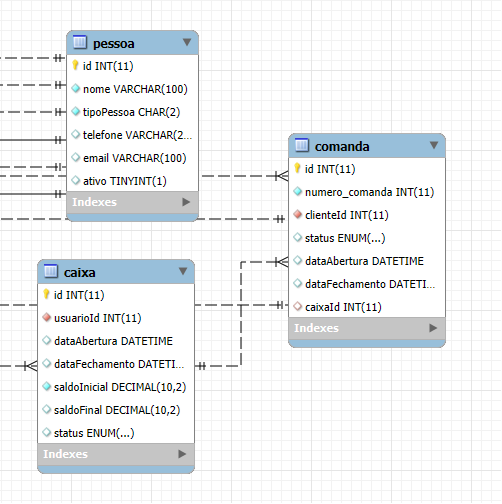 pessoa
id INT(11)
nome VARCHAR(100)
tipoPessoa CHAR(2)
telefone VARCHAR(2...
email VARCHAR(100)
ativo TINYINT(1)
Indexes
comanda
id INT(11)
numero_comanda INT(11)
clienteId INT(11)
status ENUM(...)
dataAbertura DATETIME
dataFechamento DATETI...
caixaId INT(11)
Indexes
caixa
id INT(11)
usuarioId INT(11)
dataAbertura DATETIME
dataFechamento DATETI...
saldoInicial DECIMAL(10,2)
saldoFinal DECIMAL(10,2)
status ENUM(...)
Indexes